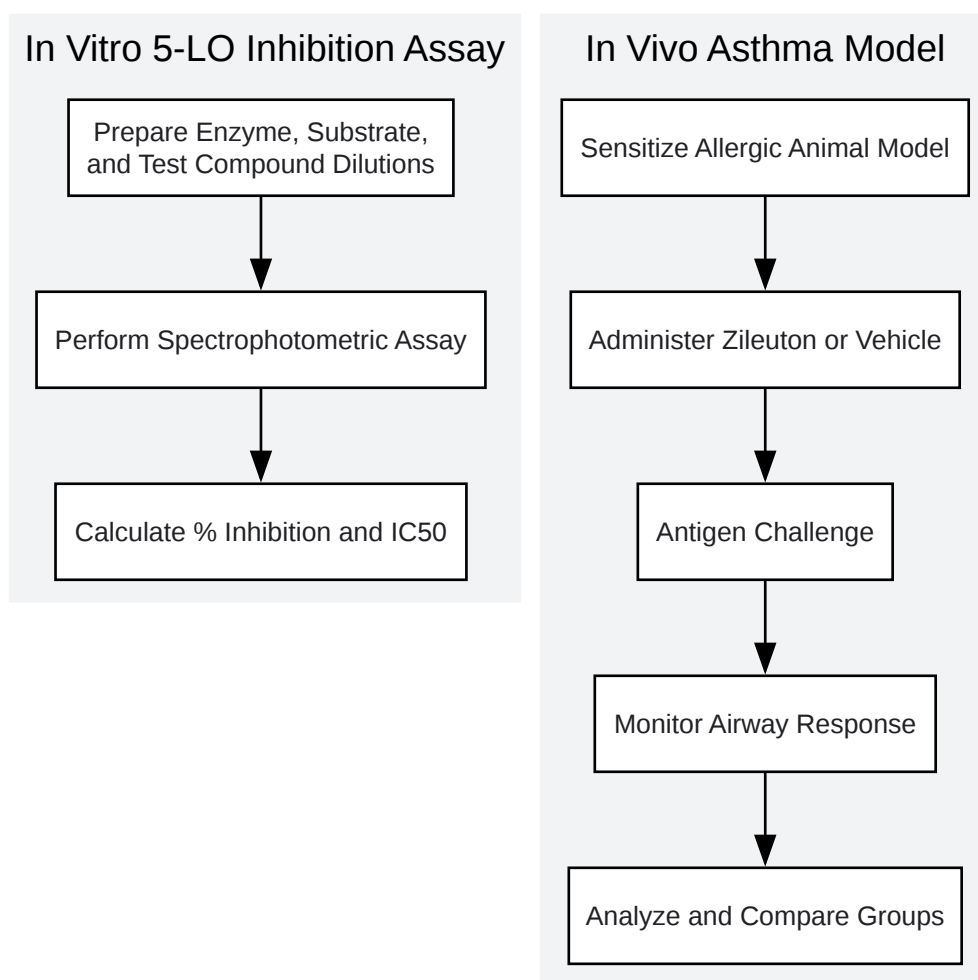 In Vitro 5-LO Inhibition Assay
Prepare Enzyme, Substrate,
and Test Compound Dilutions
Perform Spectrophotometric Assay
Calculate % Inhibition and IC50
In Vivo Asthma Model
Sensitize Allergic Animal Model
Administer Zileuton or Vehicle
Antigen Challenge
Monitor Airway Response
Analyze and Compare Groups